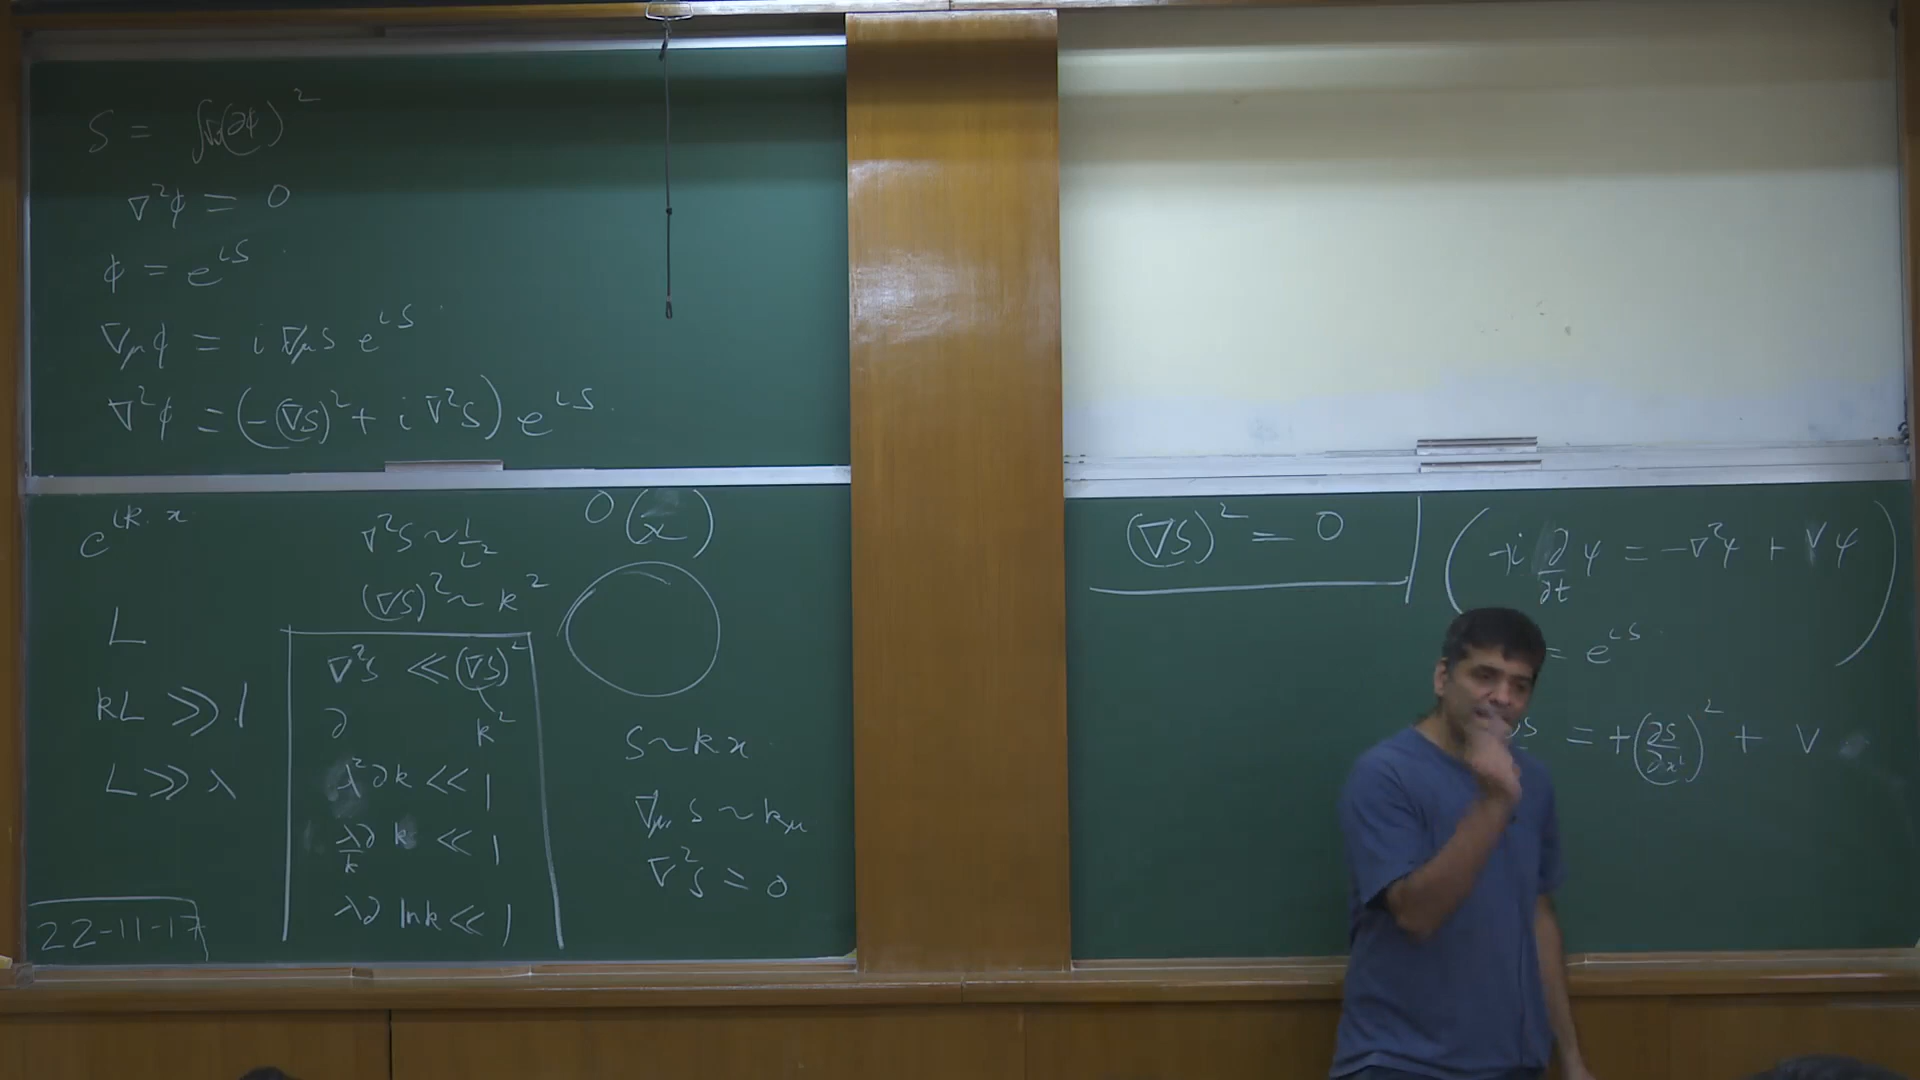 S = ∫√g(∂φ)²
∇²φ = 0
φ = e^{iS}.
∇_μφ = i ∇_μS e^{iS}.
∇²φ = (-(∇S)² + i ∇²S) e^{iS}.
e^{ik.x}
L
kL ≫ 1
L ≫ λ
22-11-17
∇²S ~ 1/L²
(∇S)² ~ k²
∇²S ≪ (∇S)²
∂ k²
λ²∂k ≪ 1
λ/k ∂ k ≪ 1
λ∂ ln k ≪ 1
O(x)
S ~ kx.
∇_μ S ~ k_μ
∇²S = 0
(∇S)² = 0
(-i ∂/∂t ψ = -∇²ψ + Vψ)
= e^{iS}.
S = +(∂S/∂x^i)² + V